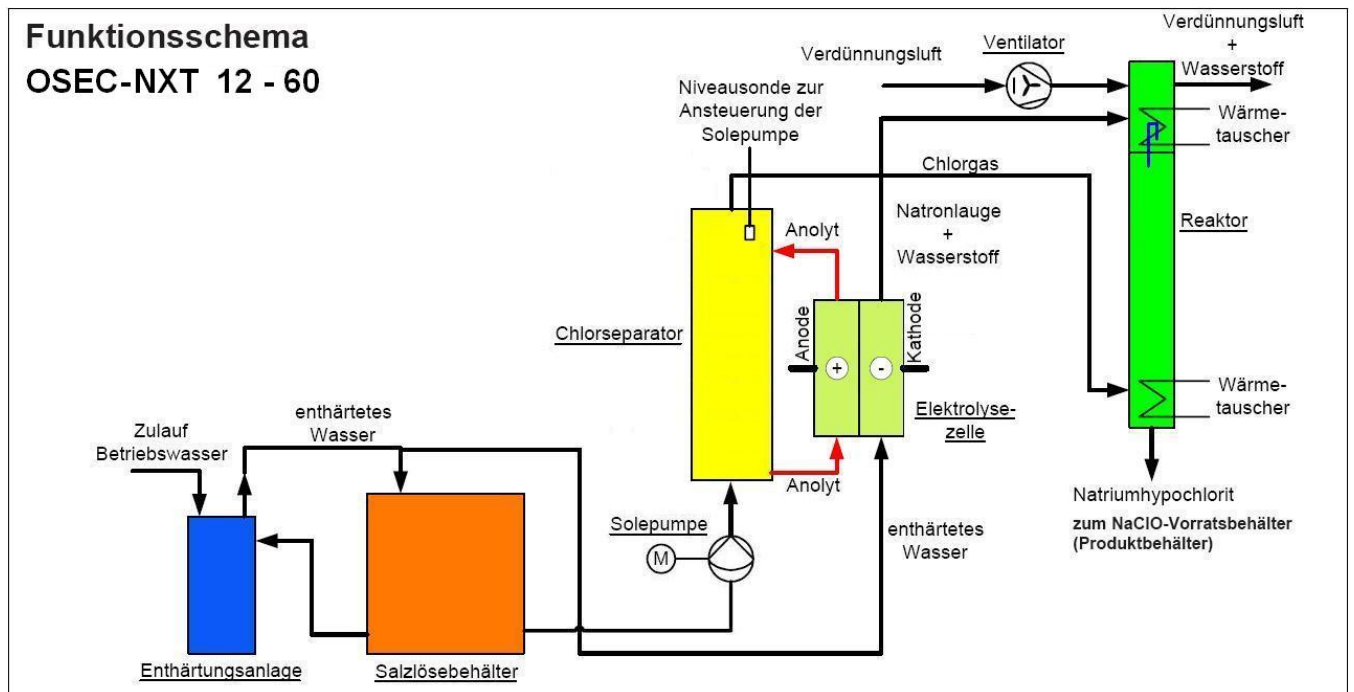 Funktionsschema
OSEC-NXT 12 - 60
Verdünnungsluft
Ventilator
Verdünnungsluft
+
Wasserstoff
Niveausonde zur
Ansteuerung der
Solepumpe
Wärme-
tauscher
Chlorgas
Natronlauge
+
Wasserstoff
Reaktor
Anolyt
Chlorseparator
Anode
Kathode
+
-
Wärme-
tauscher
Elektrolyse-
zelle
enthärtetes
Wasser
Zulauf
Betriebswasser
Anolyt
Natriumhypochlorit
zum NaClO-Vorratsbehälter
(Produktbehälter)
Solepumpe
M
enthärtetes
Wasser
Enthärtungsanlage
Salzlösebehälter